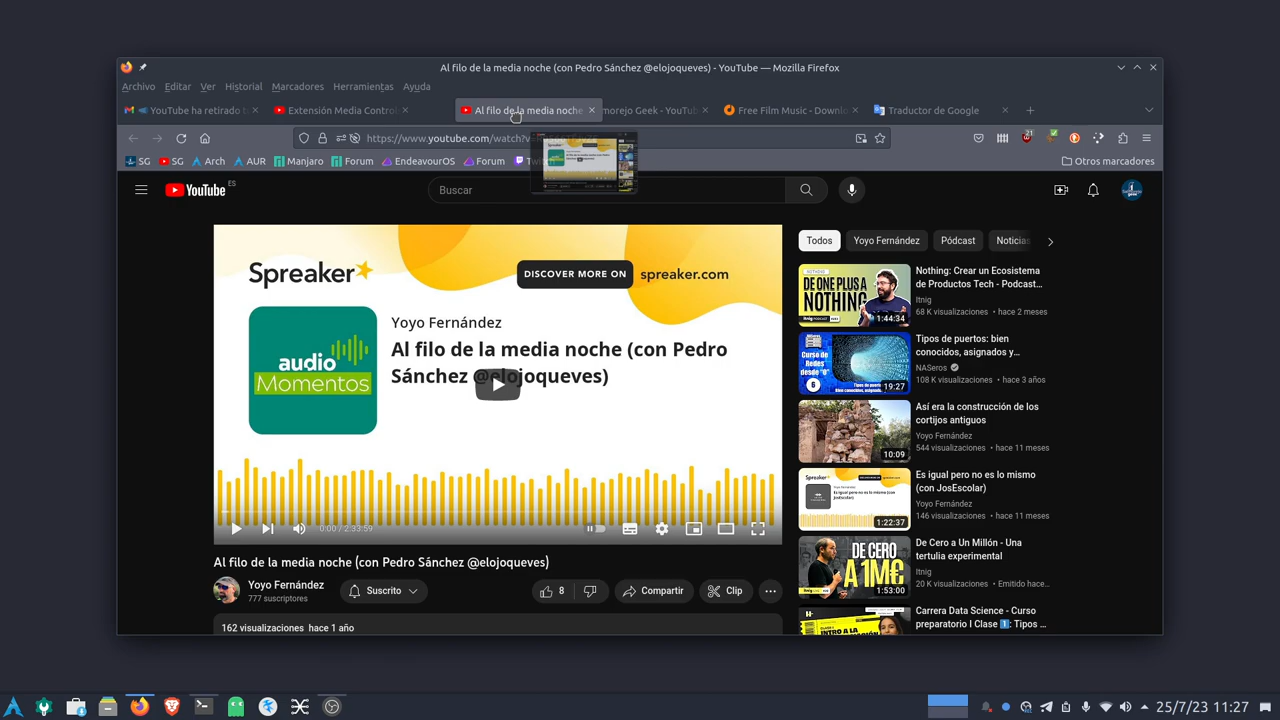 Al filo de la media noche (con Pedro Sánchez @elojoqueves) - YouTube — Mozilla Firefox
Archivo Editar Ver Historial Marcadores Herramientas Ayuda
YouTube ha retirado
Extensión Media Control
Al filo de la media noche
morejo Geek - YouTub
Free Film Music - Downlo
Traductor de Google
https://www.youtube.com/watch?v
SG SG Arch AUR Manjaro Forum EndeavourOS Forum Otros marcadores
YouTube ES
Buscar
Spreaker
DISCOVER MORE ON spreaker.com
audio
Momentos
Yoyo Fernández
Al filo de la media noche (con Pedro
Sánchez @elojoqueves)
0:00 / 2:33:59
Al filo de la media noche (con Pedro Sánchez @elojoqueves)
Yoyo Fernández
777 suscriptores
Suscrito
8
Compartir
Clip
162 visualizaciones hace 1 año
Todos Yoyo Fernández Pódcast Noticias
NOTHING
DE ONE PLUS A
NOTHING
1:44:34
Nothing: Crear un Ecosistema
de Productos Tech - Podcast…
Itnig
68 K visualizaciones • hace 2 meses
Curso de
Redes
desde "0"
6
19:27
Tipos de puertos: bien
conocidos, asignados y…
NASeros
108 K visualizaciones • hace 3 años
10:09
Así era la construcción de los
cortijos antiguos
Yoyo Fernández
544 visualizaciones • hace 11 meses
Spreaker
1:22:37
Es igual pero no es lo mismo
(con JosEscolar)
Yoyo Fernández
146 visualizaciones • hace 11 meses
DE CERO
A 1M€
1:53:00
De Cero a Un Millón - Una
tertulia experimental
Itnig
20 K visualizaciones • Emitido hace…
INTRO A LA
Carrera Data Science - Curso
preparatorio I Clase 1: Tipos …
25/7/23 11:27